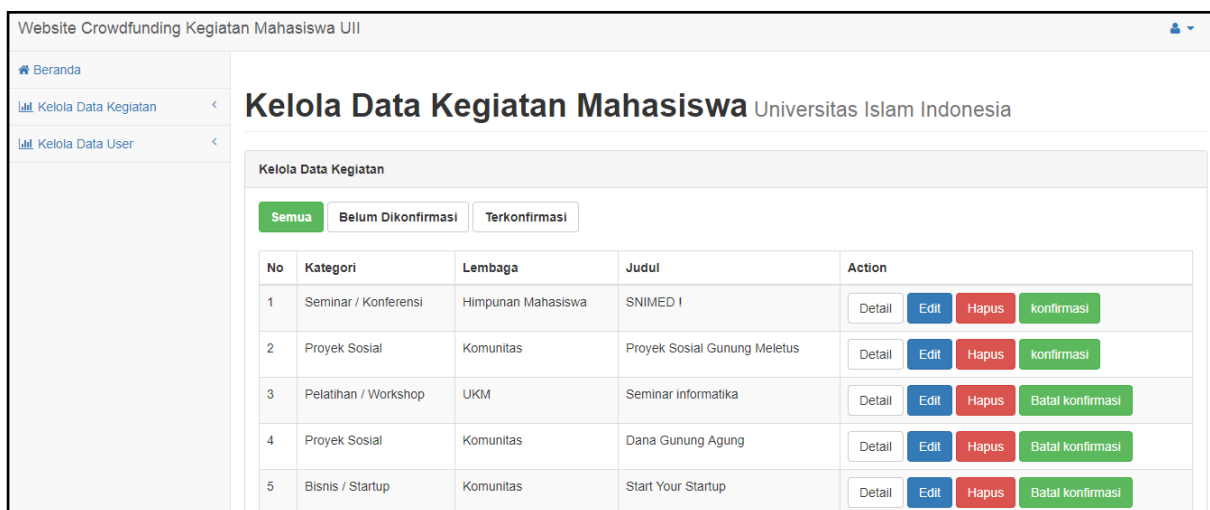 Website Crowdfunding Kegiatan Mahasiswa UII
Beranda
Kelola Data Kegiatan
Kelola Data User
Kelola Data Kegiatan Mahasiswa Universitas Islam Indonesia
Kelola Data Kegiatan
Semua Belum Dikonfirmasi Terkonfirmasi
No Kategori Lembaga Judul Action
1 Seminar / Konferensi Himpunan Mahasiswa SNIMED ! Detail Edit Hapus konfirmasi
2 Proyek Sosial Komunitas Proyek Sosial Gunung Meletus Detail Edit Hapus konfirmasi
3 Pelatihan / Workshop UKM Seminar informatika Detail Edit Hapus Batal konfirmasi
4 Proyek Sosial Komunitas Dana Gunung Agung Detail Edit Hapus Batal konfirmasi
5 Bisnis / Startup Komunitas Start Your Startup Detail Edit Hapus Batal konfirmasi